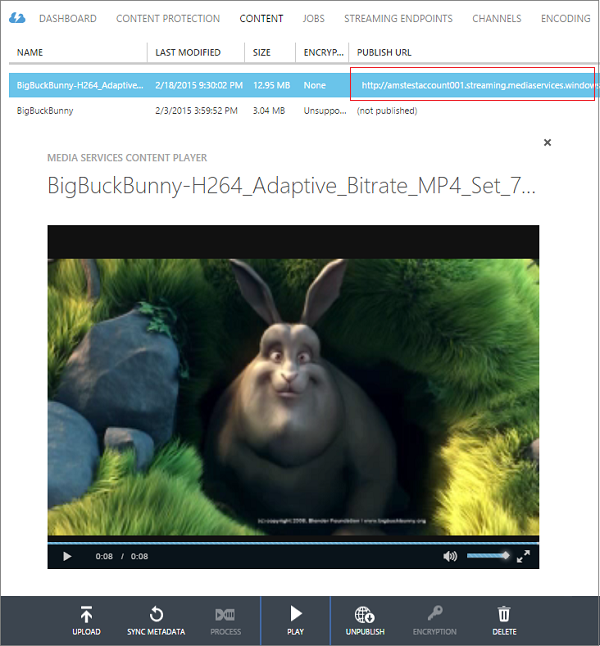 DASHBOARD CONTENT PROTECTION CONTENT JOBS STREAMING ENDPOINTS CHANNELS ENCODING
NAME LAST MODIFIED SIZE ENCRYP... PUBLISH URL
BigBuckBunny-H264_Adaptive... 2/18/2015 9:30:02 PM 12.95 MB None http://amstestaccount001.streaming.mediaservices.windows
BigBuckBunny 2/3/2015 3:59:52 PM 3.04 MB Unsuppo... (not published)
MEDIA SERVICES CONTENT PLAYER
BigBuckBunny-H264_Adaptive_Bitrate_MP4_Set_7...
(c) copyright 2008, Blender Foundation / www.bigbuckbunny.org
0:08 / 0:08
UPLOAD SYNC METADATA PROCESS PLAY UNPUBLISH ENCRYPTION DELETE